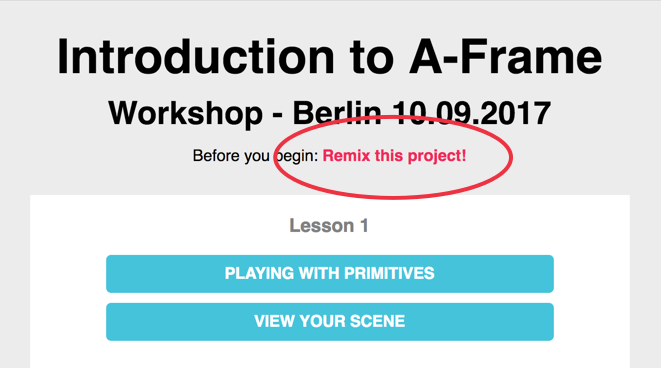 Introduction to A-Frame
Workshop - Berlin 10.09.2017
Before you begin: Remix this project!
Lesson 1
PLAYING WITH PRIMITIVES
VIEW YOUR SCENE